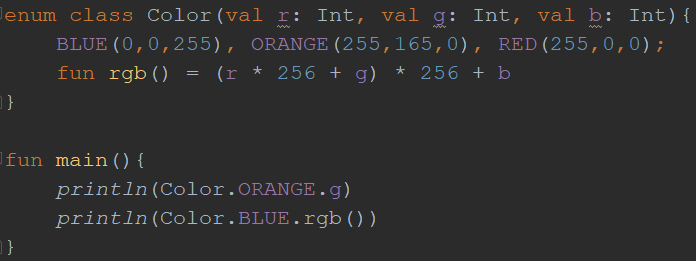 enum class Color(val r: Int, val g: Int, val b: Int){
    BLUE(0,0,255), ORANGE(255,165,0), RED(255,0,0);
    fun rgb() = (r * 256 + g) * 256 + b
}
fun main(){
    println(Color.ORANGE.g)
    println(Color.BLUE.rgb())
}